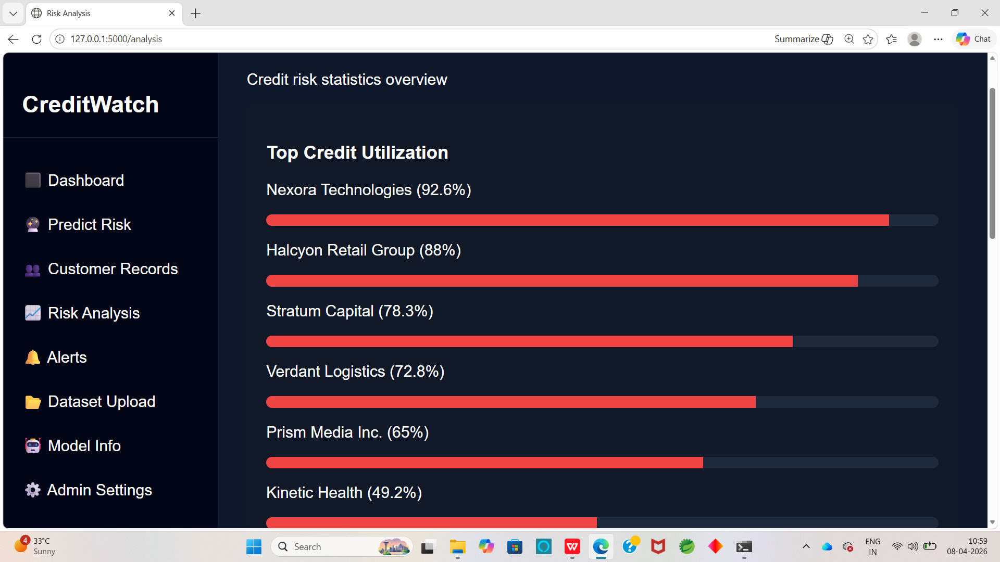 Risk Analysis
127.0.0.1:5000/analysis
Summarize
Chat
CreditWatch
Dashboard
Predict Risk
Customer Records
Risk Analysis
Alerts
Dataset Upload
Model Info
Admin Settings
Credit risk statistics overview
Top Credit Utilization
Nexora Technologies (92.6%)
Halcyon Retail Group (88%)
Stratum Capital (78.3%)
Verdant Logistics (72.8%)
Prism Media Inc. (65%)
Kinetic Health (49.2%)
4
33°C
Sunny
Search
W
?
ENG
IN
10:59
08-04-2026